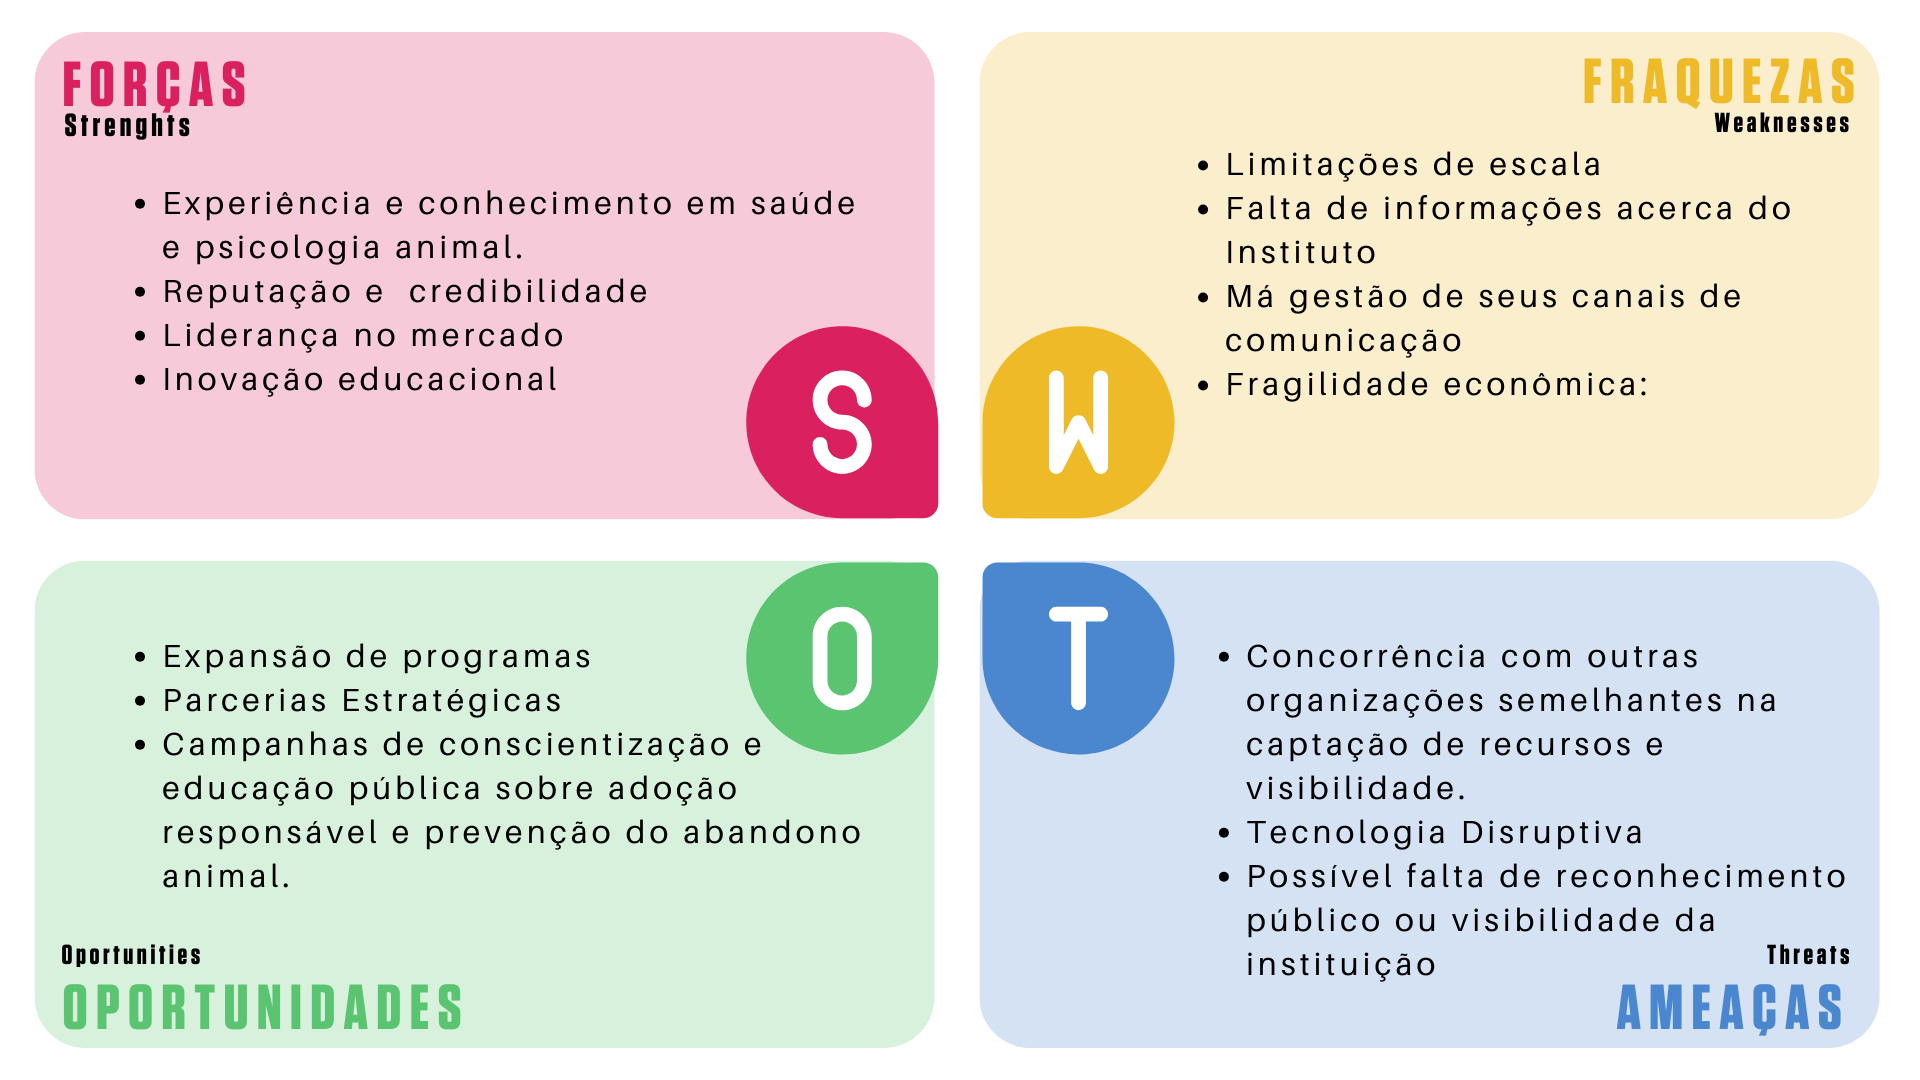 FORÇAS
Strenghts
• Experiência e conhecimento em saúde
e psicologia animal.
• Reputação e  credibilidade
• Liderança no mercado
• Inovação educacional
S
FRAQUEZAS
Weaknesses
• Limitações de escala
• Falta de informações acerca do
Instituto
• Má gestão de seus canais de
comunicação
• Fragilidade econômica:
W
O
• Expansão de programas
• Parcerias Estratégicas
• Campanhas de conscientização e
educação pública sobre adoção
responsável e prevenção do abandono
animal.
Oportunities
OPORTUNIDADES
T
• Concorrência com outras
organizações semelhantes na
captação de recursos e
visibilidade.
• Tecnologia Disruptiva
• Possível falta de reconhecimento
público ou visibilidade da
instituição
Threats
AMEAÇAS